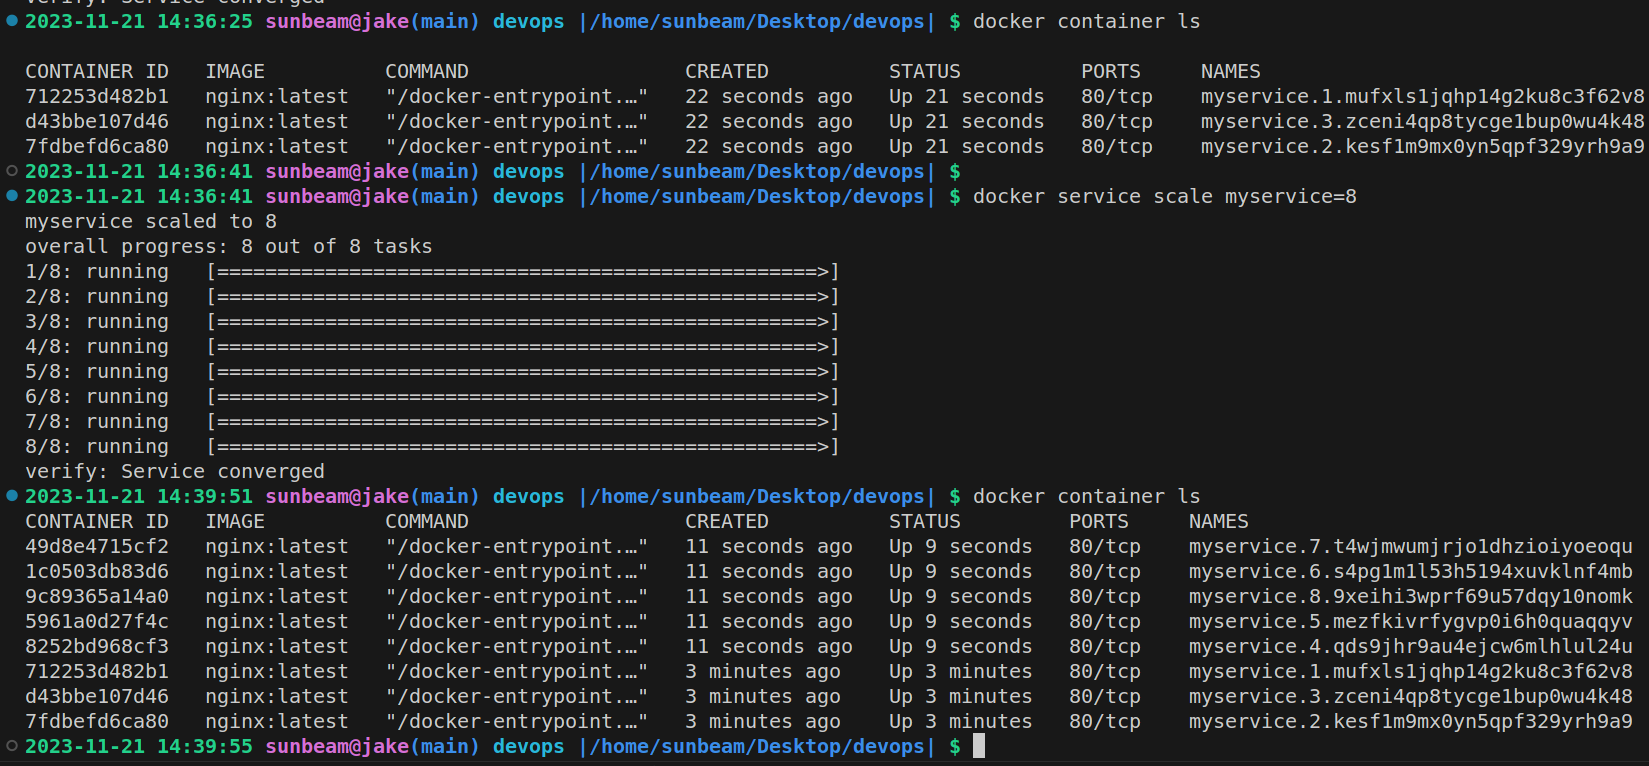 verify: Service converged
2023-11-21 14:36:25 sunbeam@jake(main) devops |/home/sunbeam/Desktop/devops| $ docker container ls
CONTAINER ID   IMAGE          COMMAND                  CREATED          STATUS          PORTS     NAMES
712253d482b1   nginx:latest   "/docker-entrypoint.…"   22 seconds ago   Up 21 seconds   80/tcp    myservice.1.mufxls1jqhp14g2ku8c3f62v8
d43bbe107d46   nginx:latest   "/docker-entrypoint.…"   22 seconds ago   Up 21 seconds   80/tcp    myservice.3.zceni4qp8tycge1bup0wu4k48
7fdbefd6ca80   nginx:latest   "/docker-entrypoint.…"   22 seconds ago   Up 21 seconds   80/tcp    myservice.2.kesf1m9mx0yn5qpf329yrh9a9
2023-11-21 14:36:41 sunbeam@jake(main) devops |/home/sunbeam/Desktop/devops| $
2023-11-21 14:36:41 sunbeam@jake(main) devops |/home/sunbeam/Desktop/devops| $ docker service scale myservice=8
myservice scaled to 8
overall progress: 8 out of 8 tasks
1/8: running   [==================================================>]
2/8: running   [==================================================>]
3/8: running   [==================================================>]
4/8: running   [==================================================>]
5/8: running   [==================================================>]
6/8: running   [==================================================>]
7/8: running   [==================================================>]
8/8: running   [==================================================>]
verify: Service converged
2023-11-21 14:39:51 sunbeam@jake(main) devops |/home/sunbeam/Desktop/devops| $ docker container ls
CONTAINER ID   IMAGE          COMMAND                  CREATED          STATUS         PORTS     NAMES
49d8e4715cf2   nginx:latest   "/docker-entrypoint.…"   11 seconds ago   Up 9 seconds   80/tcp    myservice.7.t4wjmwumjrjo1dhzioiyoeoqu
1c0503db83d6   nginx:latest   "/docker-entrypoint.…"   11 seconds ago   Up 9 seconds   80/tcp    myservice.6.s4pg1m1l53h5194xuvklnf4mb
9c89365a14a0   nginx:latest   "/docker-entrypoint.…"   11 seconds ago   Up 9 seconds   80/tcp    myservice.8.9xeihi3wprf69u57dqy10nomk
5961a0d27f4c   nginx:latest   "/docker-entrypoint.…"   11 seconds ago   Up 9 seconds   80/tcp    myservice.5.mezfkivrfygvp0i6h0quaqqyv
8252bd968cf3   nginx:latest   "/docker-entrypoint.…"   11 seconds ago   Up 9 seconds   80/tcp    myservice.4.qds9jhr9au4ejcw6mlhlul24u
712253d482b1   nginx:latest   "/docker-entrypoint.…"   3 minutes ago    Up 3 minutes   80/tcp    myservice.1.mufxls1jqhp14g2ku8c3f62v8
d43bbe107d46   nginx:latest   "/docker-entrypoint.…"   3 minutes ago    Up 3 minutes   80/tcp    myservice.3.zceni4qp8tycge1bup0wu4k48
7fdbefd6ca80   nginx:latest   "/docker-entrypoint.…"   3 minutes ago    Up 3 minutes   80/tcp    myservice.2.kesf1m9mx0yn5qpf329yrh9a9
2023-11-21 14:39:55 sunbeam@jake(main) devops |/home/sunbeam/Desktop/devops| $